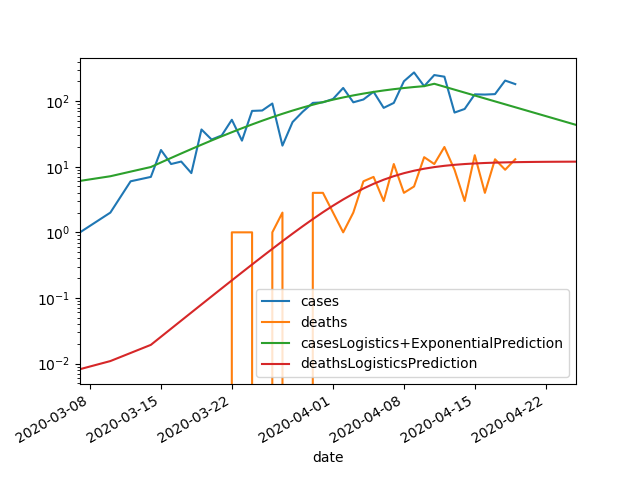 10²
10¹
10⁰
10⁻¹
10⁻²
cases
deaths
casesLogistics+ExponentialPrediction
deathsLogisticsPrediction
2020-03-08
2020-03-15
2020-03-22
2020-04-01
2020-04-08
2020-04-15
2020-04-22
date